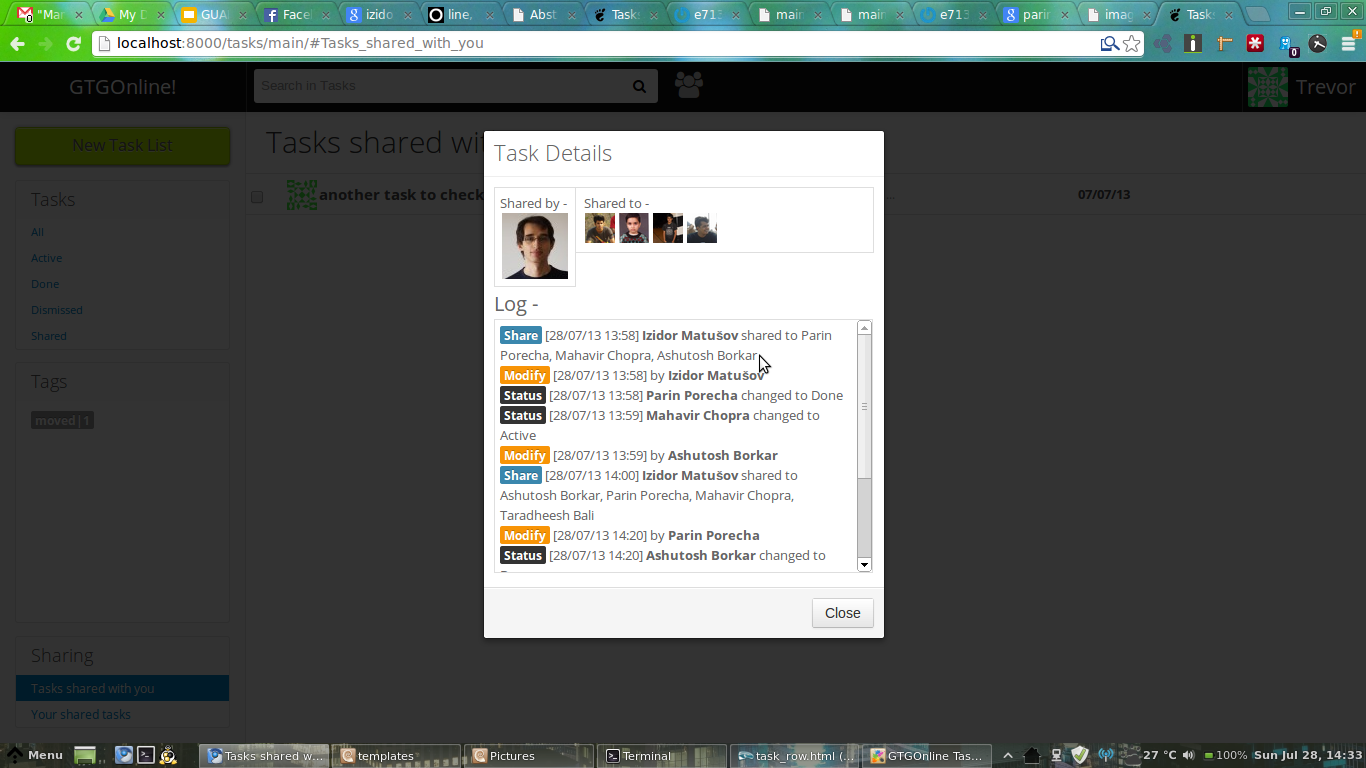 "Mar
My D
GUA
Facel
izido
line.
Abst
Tasks
e713
main
main
e713
parin
imag
Tasks
localhost:8000/tasks/main/#Tasks_shared_with_you
0
GTGOnline!
Search in Tasks
Trevor
New Task List
Tasks shared wi
Tasks
All
Active
Done
Dismissed
Shared
another task to check
07/07/13
Tags
moved|1
Sharing
Tasks shared with you
Your shared tasks
Task Details
Shared by -
Shared to -
Log -
Share [28/07/13 13:58] Izidor Matušov shared to Parin
Porecha, Mahavir Chopra, Ashutosh Borkar
Modify [28/07/13 13:58] by Izidor Matušov
Status [28/07/13 13:58] Parin Porecha changed to Done
Status [28/07/13 13:59] Mahavir Chopra changed to
Active
Modify [28/07/13 13:59] by Ashutosh Borkar
Share [28/07/13 14:00] Izidor Matušov shared to
Ashutosh Borkar, Parin Porecha, Mahavir Chopra,
Taradheesh Bali
Modify [28/07/13 14:20] by Parin Porecha
Status [28/07/13 14:20] Ashutosh Borkar changed to
Close
Menu
Tasks shared w...
templates
Pictures
Terminal
task_row.html (...
GTGOnline Tas...
27 °C
100%
Sun Jul 28, 14:33